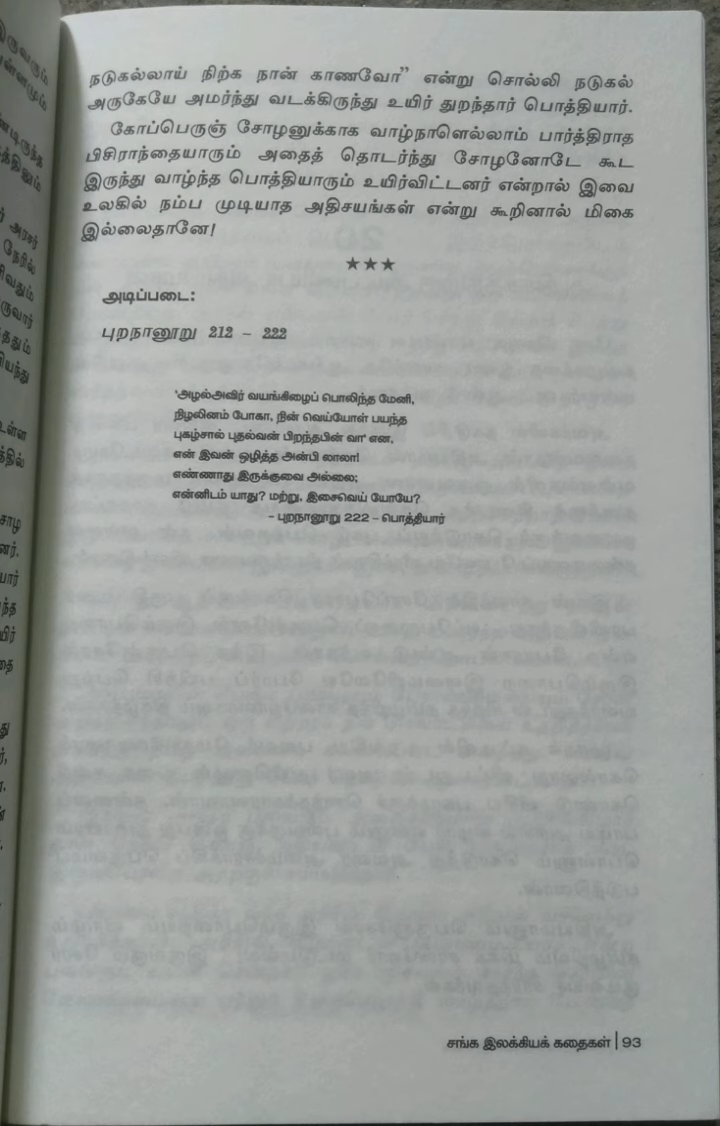 நடுகல்லாய் நிற்க நான் காணவோ" என்று சொல்லி நடுகல்
அருகேயே அமர்ந்து வடக்கிருந்து உயிர் துறந்தார் பொத்தியார்.
கோப்பெருஞ் சோழனுக்காக வாழ்நாளெல்லாம் பார்த்திராத
பிசிராந்தையாரும் அதைத் தொடர்ந்து சோழனோடே கூட
இருந்து வாழ்ந்த பொத்தியாரும் உயிர்விட்டனர் என்றால் இவை
உலகில் நம்ப முடியாத அதிசயங்கள் என்று கூறினால் மிகை
இல்லைதானே!
★★★
அடிப்படை:
புறநானூறு 212 – 222
'அழல்அவிர் வயங்கிழைப் பொலிந்த மேனி,
நிழலினம் போகா, நின் வெய்யோள் பயந்த
புகழ்சால் புதல்வன் பிறந்தபின் வா' என,
என் இவன் ஒழித்த அன்பி லாலா!
எண்ணாது இருக்குவை அல்லை;
என்னிடம் யாது? மற்று, இசைவெய் யோயே?
– புறநானூறு 222 – பொத்தியார்
சங்க இலக்கியக் கதைகள் | 93